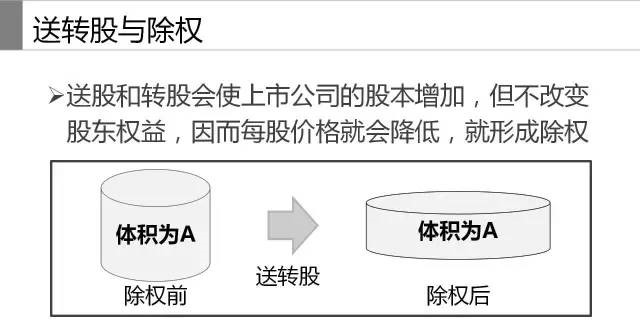 送转股与除权
➢送股和转股会使上市公司的股本增加，但不改变
股东权益，因而每股价格就会降低，就形成除权
体积为A
体积为A
送转股
除权前
除权后